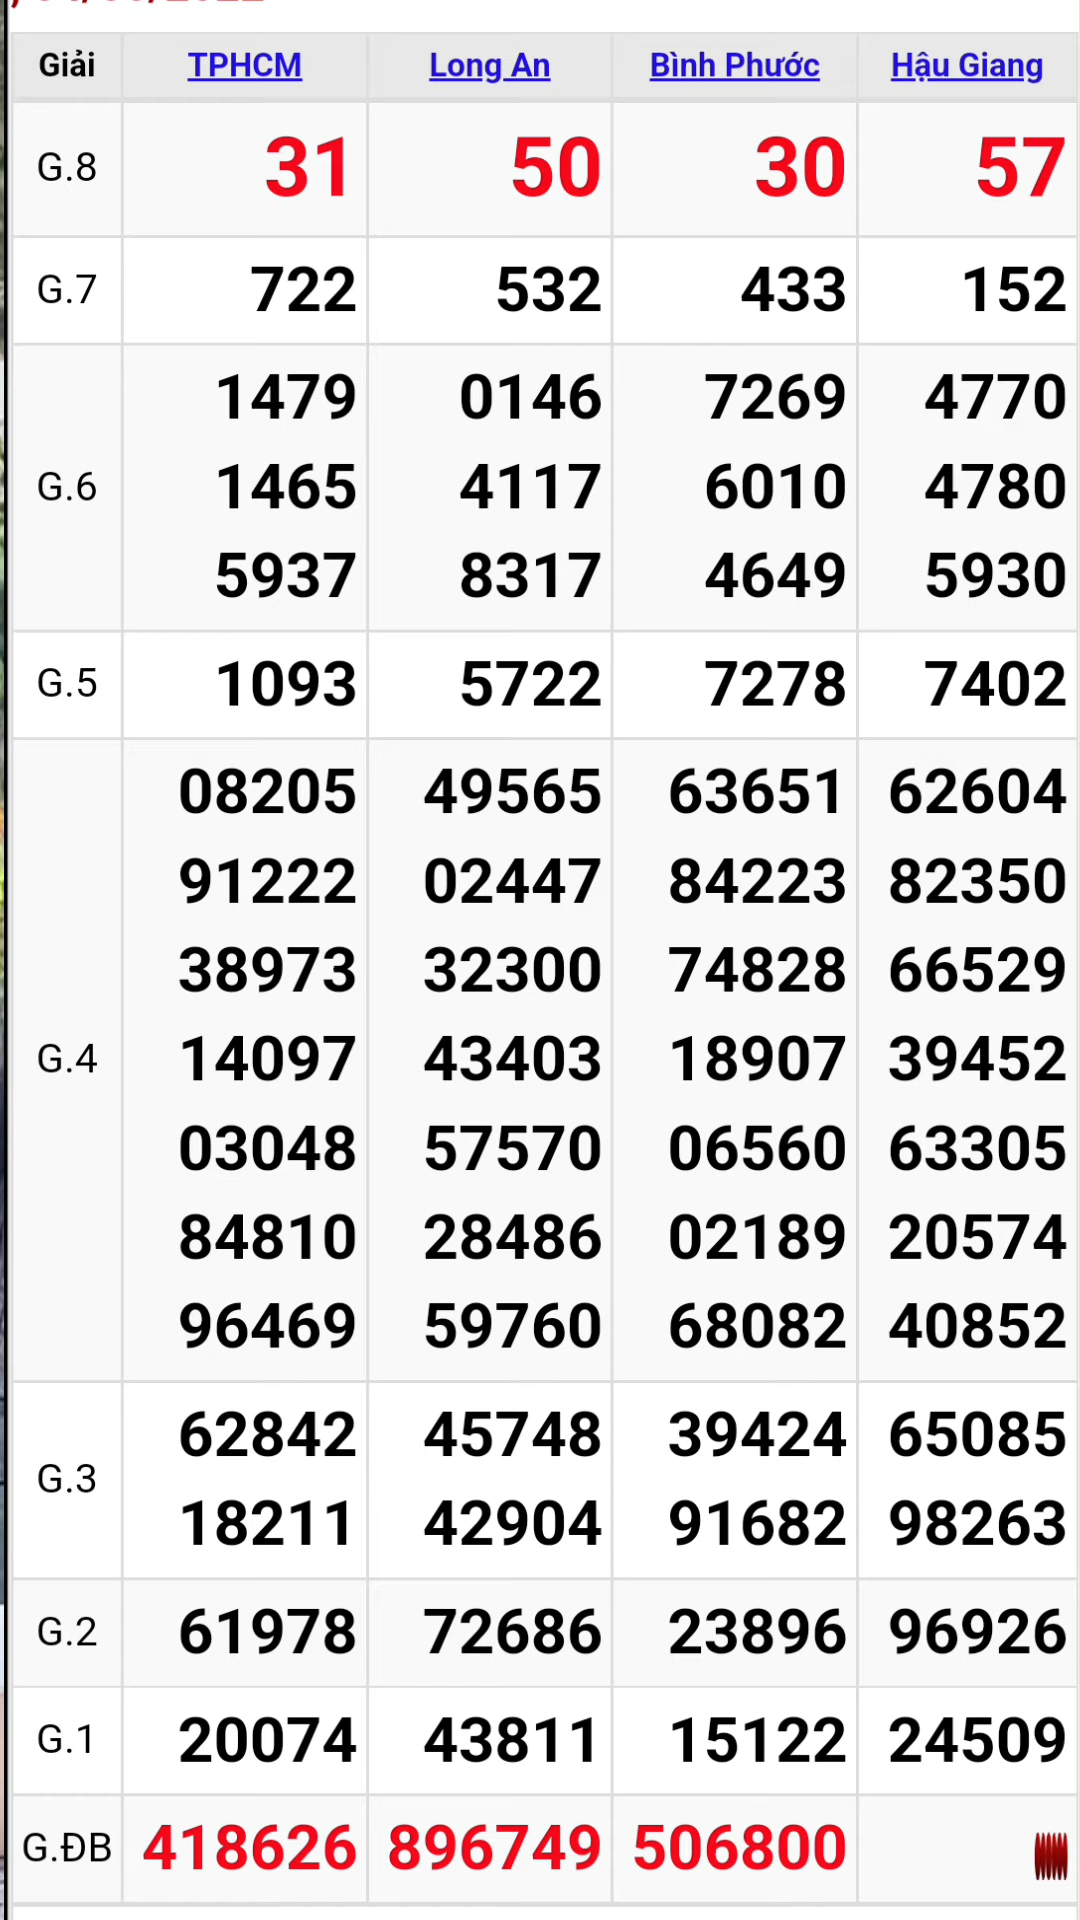 Giải TPHCM Long An Bình Phước Hậu Giang
G.8 31 50 30 57
G.7 722 532 433 152
1479 0146 7269 4770
G.6 1465 4117 6010 4780
5937 8317 4649 5930
G.5 1093 5722 7278 7402
08205 49565 63651 62604
91222 02447 84223 82350
38973 32300 74828 66529
G.4 14097 43403 18907 39452
03048 57570 06560 63305
84810 28486 02189 20574
96469 59760 68082 40852
62842 45748 39424 65085
G.3
18211 42904 91682 98263
G.2 61978 72686 23896 96926
G.1 20074 43811 15122 24509
G.ĐB 418626 896749 506800